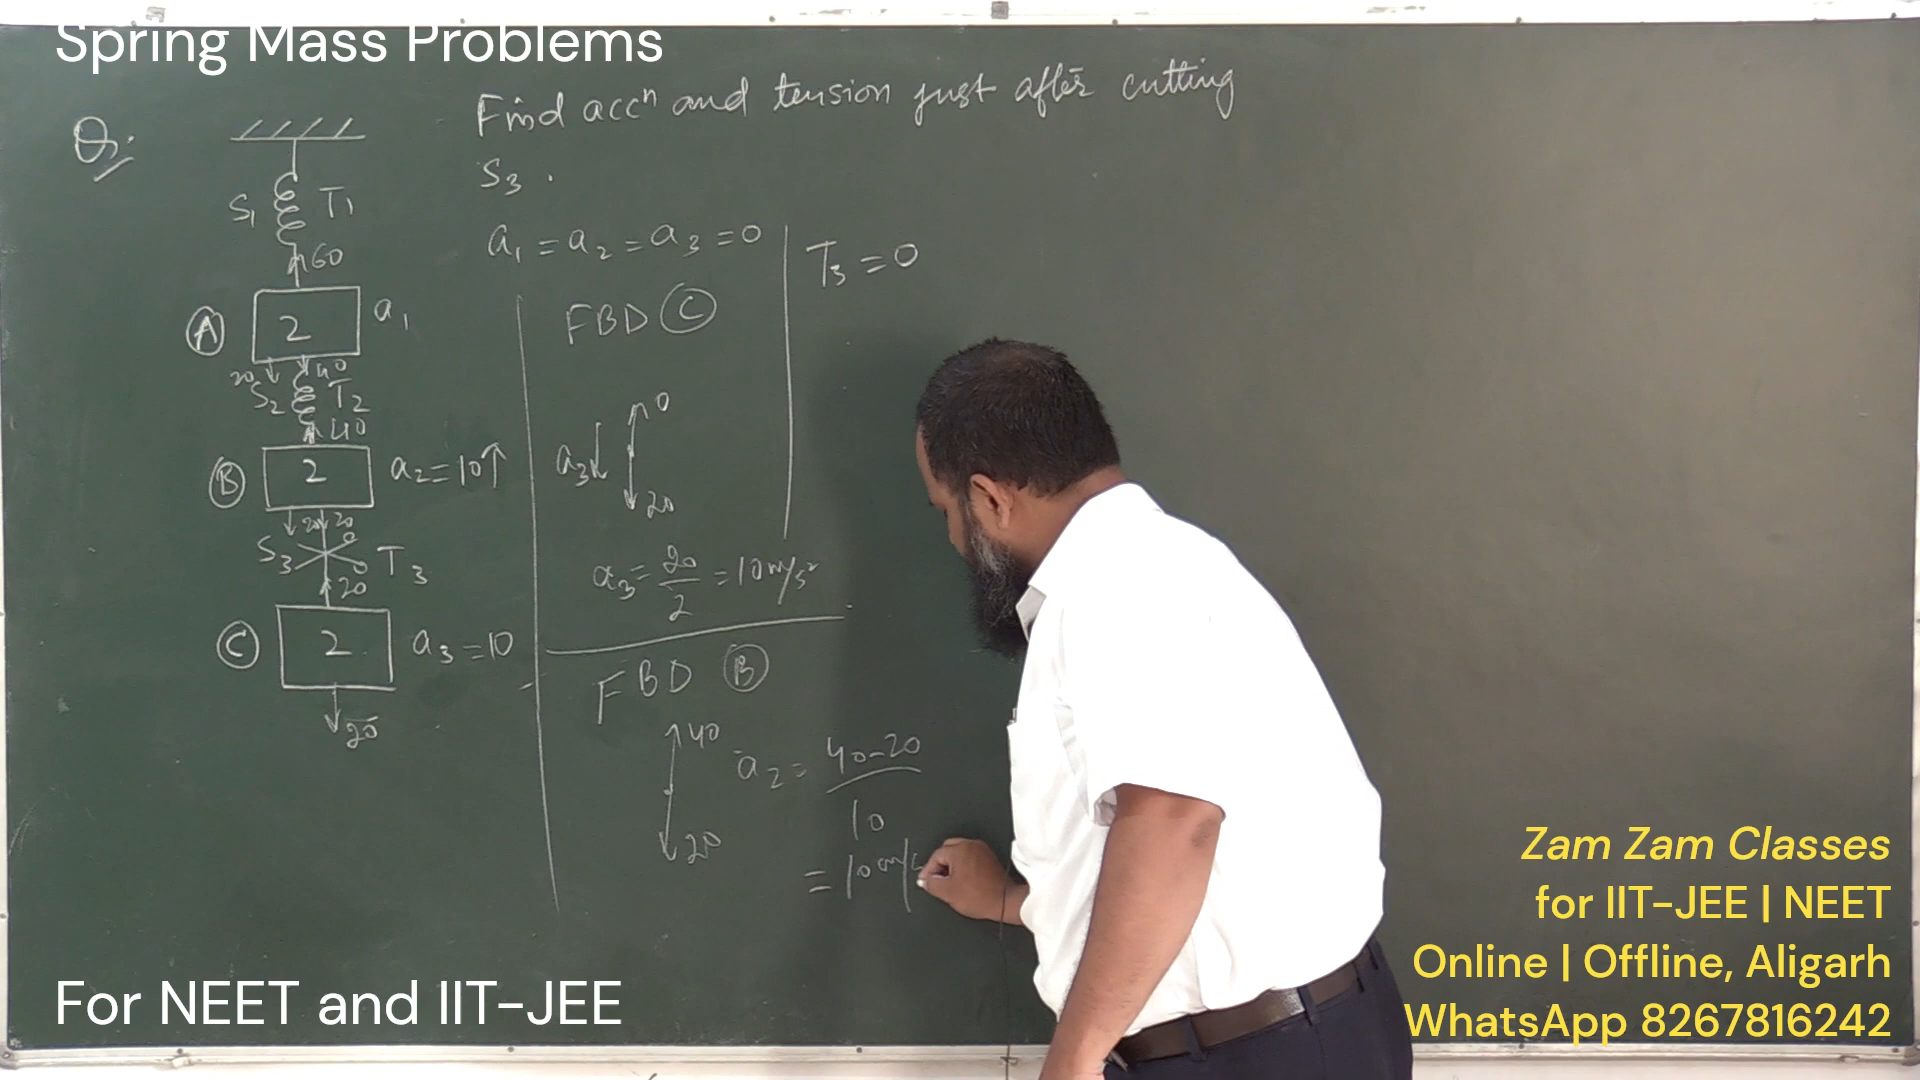 Spring Mass Problems
Q.
Find accⁿ and tension just after cutting
S₃ .
S₁ T₁
↑60
Ⓐ 2 a₁
20 ↓ ↓40
S₂ T₂
↑40
Ⓑ 2 a₂=10↑
↓20 ↓20
S₃ T₃
↑20
Ⓒ 2 a₃=10
↓20
a₁ = a₂ = a₃ = 0
FBD Ⓒ
↑0
a₃↓
↓20
a₃ = 20/2 = 10 m/s²
T₃ = 0
FBD Ⓑ
↑40
↓20
a₂ = 40-20/10
= 10 m/s
For NEET and IIT-JEE
Zam Zam Classes
for IIT-JEE | NEET
Online | Offline, Aligarh
WhatsApp 8267816242